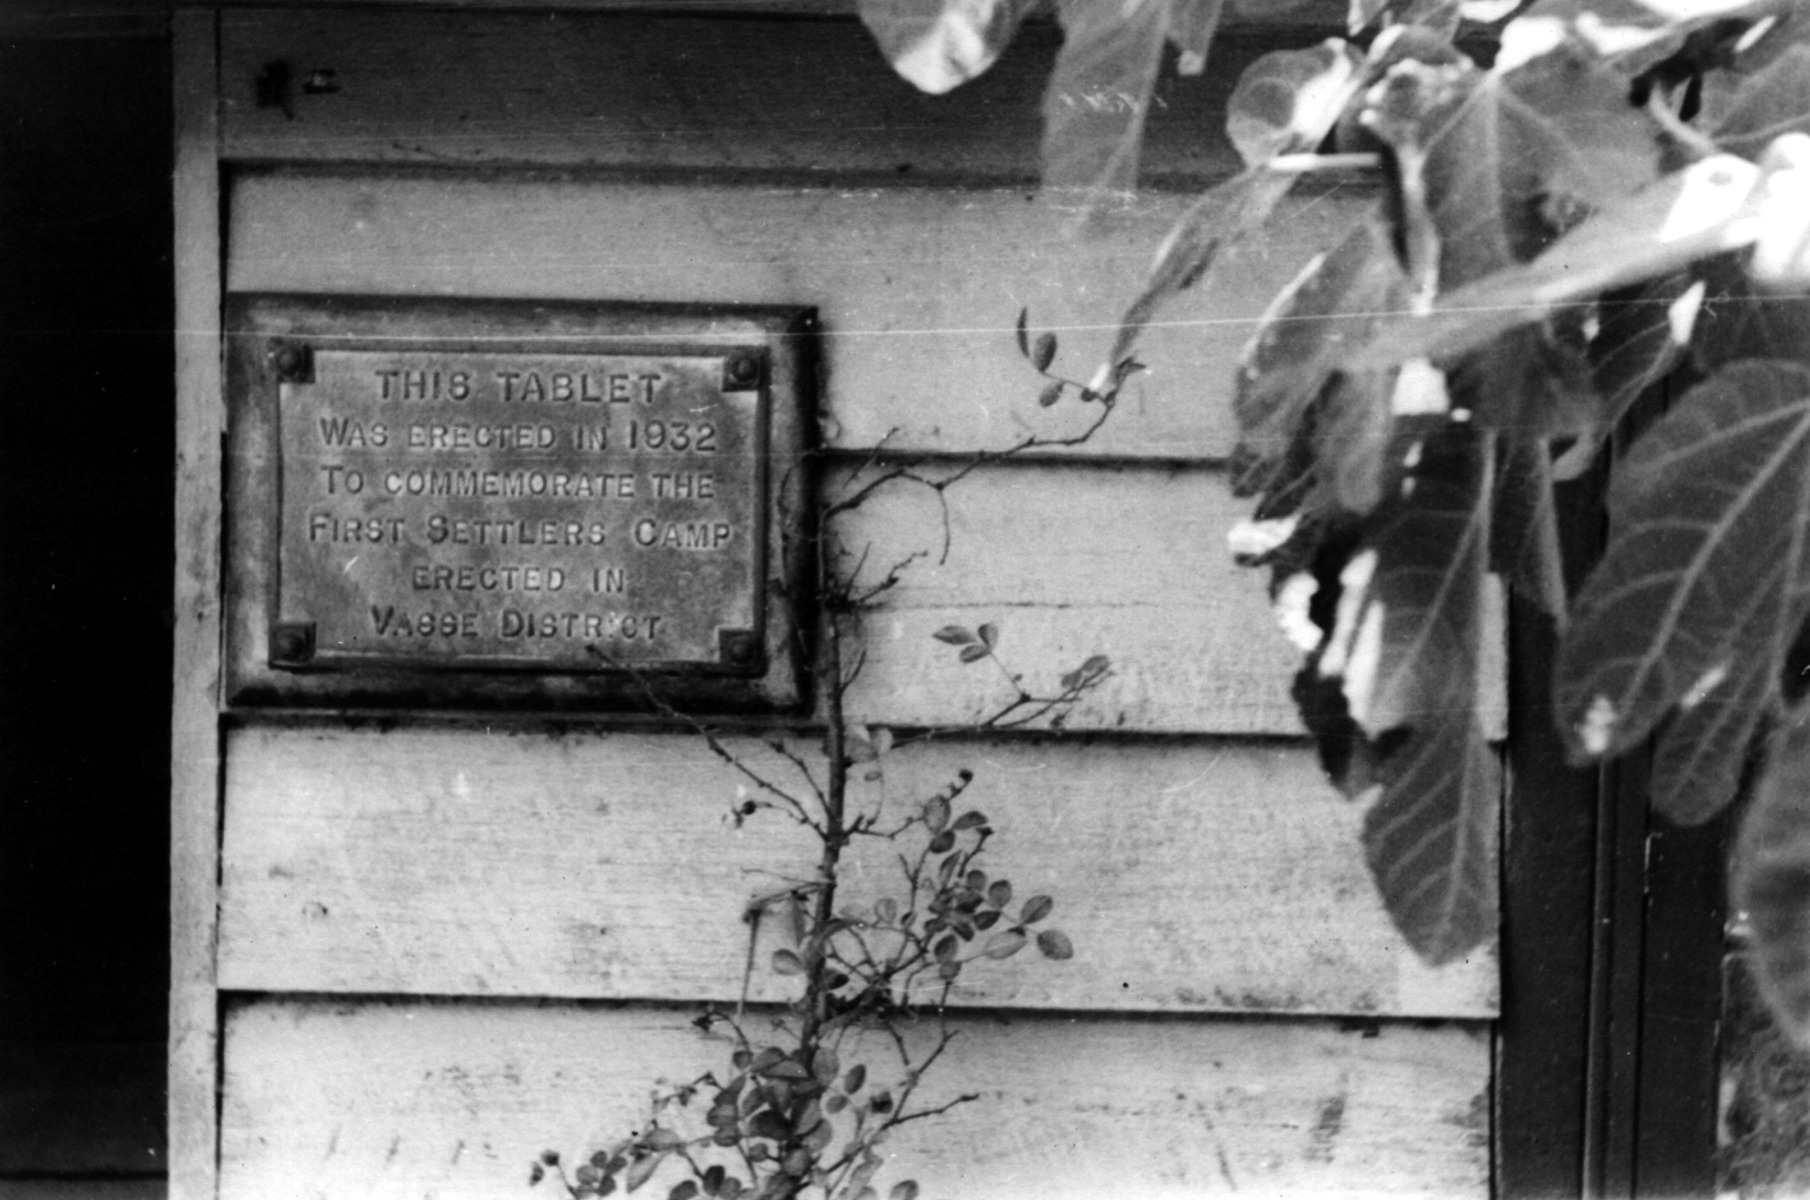 THIS TABLET
WAS ERECTED IN 1932
TO COMMEMORATE THE
FIRST SETTLERS CAMP
ERECTED IN
VASSE DISTRICT